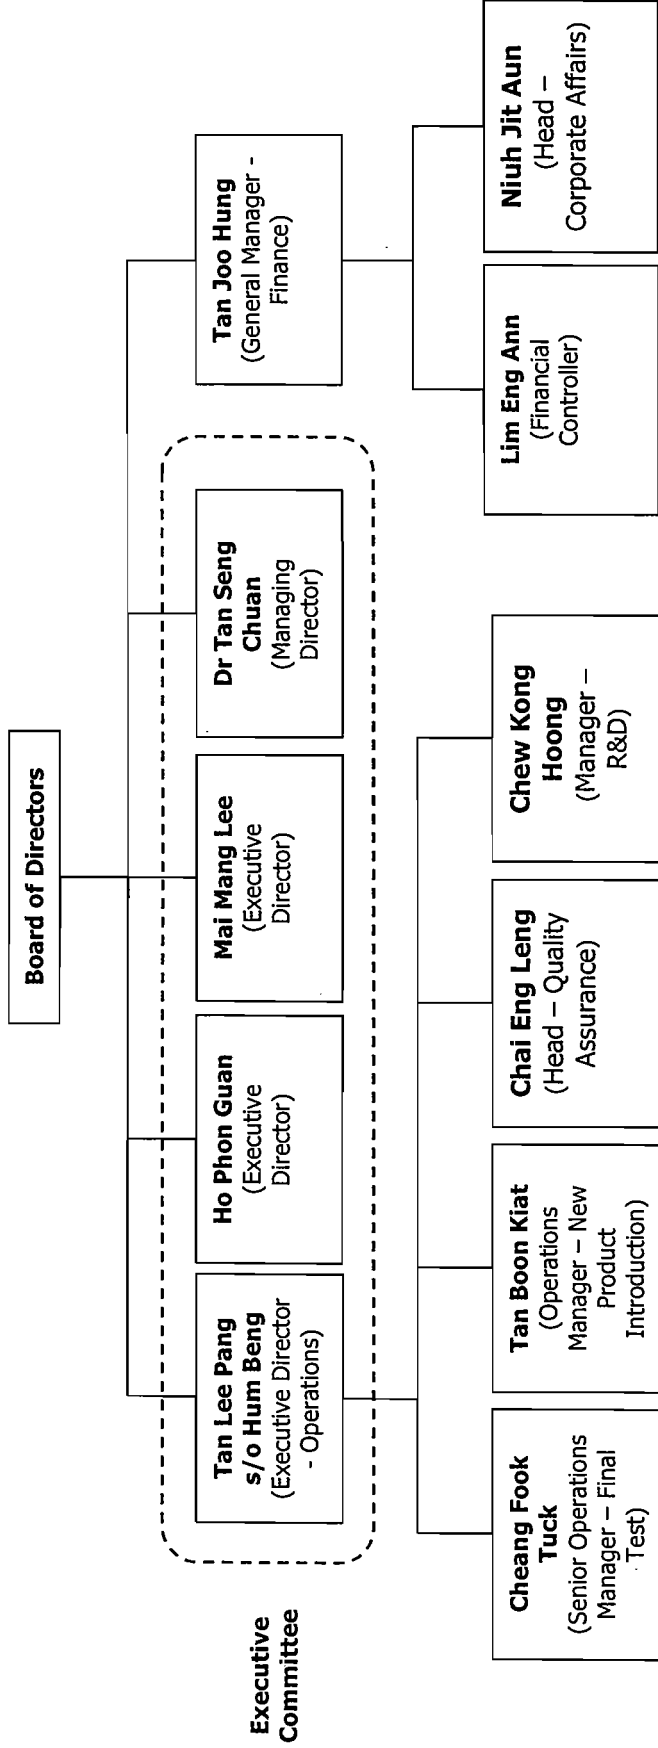 Board of Directors
Executive
Committee
Tan Lee Pang
s/o Hum Beng
(Executive Director
- Operations)
Ho Phon Guan
(Executive
Director)
Mai Mang Lee
(Executive
Director)
Dr Tan Seng
Chuan
(Managing
Director)
Tan Joo Hung
(General Manager -
Finance)
Cheang Fook
Tuck
(Senior Operations
Manager – Final
Test)
Tan Boon Kiat
(Operations
Manager – New
Product
Introduction)
Chai Eng Leng
(Head – Quality
Assurance)
Chew Kong
Hoong
(Manager –
R&D)
Lim Eng Ann
(Financial
Controller)
Niuh Jit Aun
(Head –
Corporate Affairs)